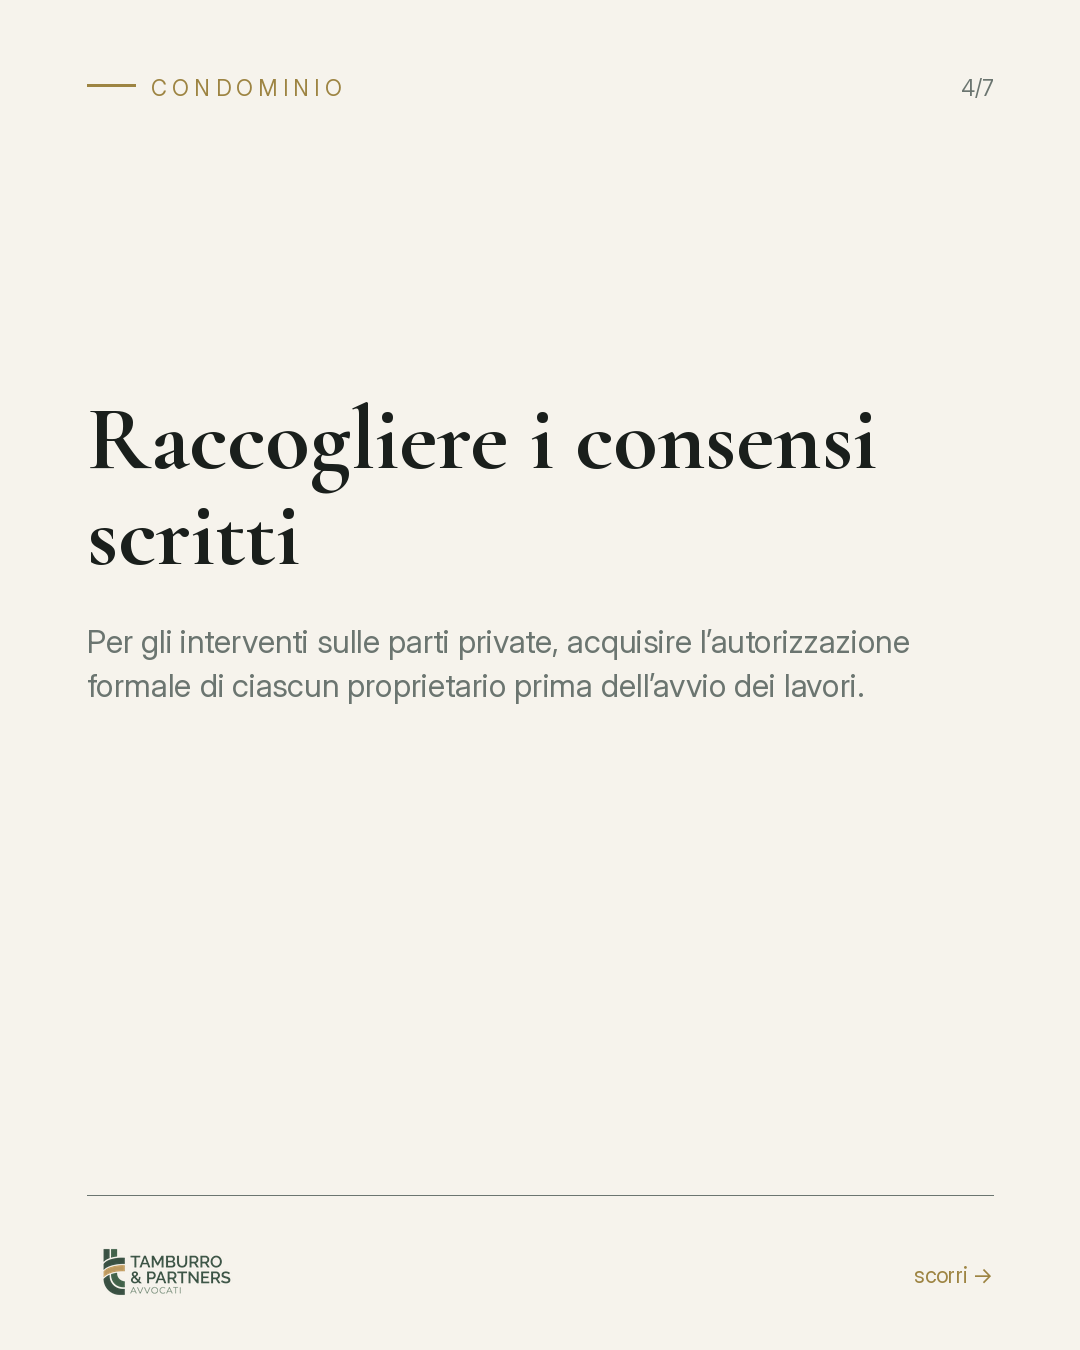 CONDOMINIO
4/7
Raccogliere i consensi
scritti
Per gli interventi sulle parti private, acquisire l’autorizzazione
formale di ciascun proprietario prima dell’avvio dei lavori.
TAMBURRO
& PARTNERS
AVVOCATI
scorri →